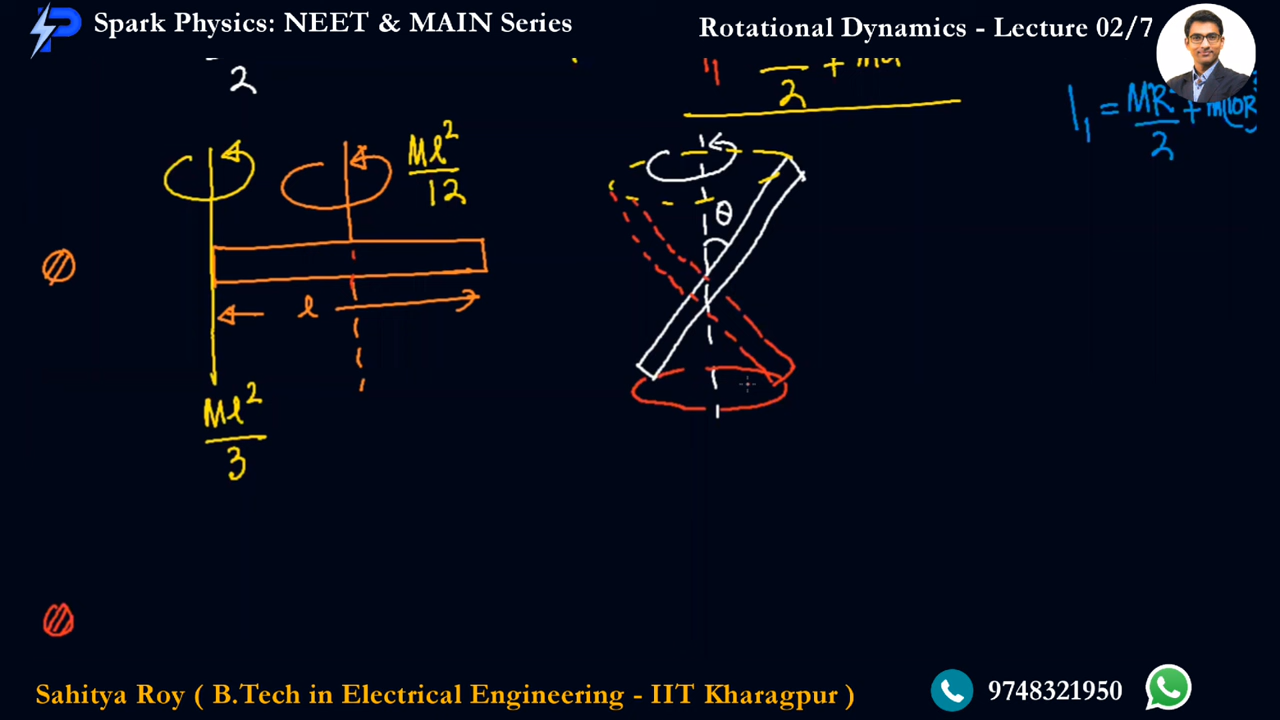 Spark Physics: NEET & MAIN Series
Rotational Dynamics - Lecture 02/7
2
2 +
I₁ = MR/2 +
Ml²/12
θ
l
Ml²/3
Sahitya Roy ( B.Tech in Electrical Engineering - IIT Kharagpur )
9748321950